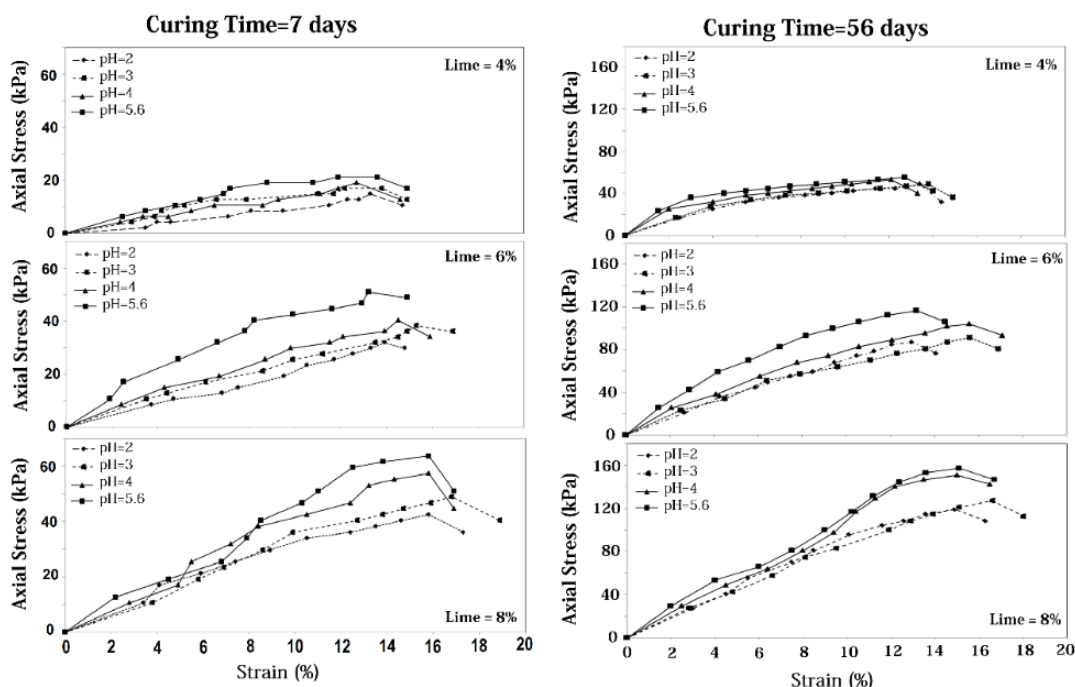 Curing Time=7 days
Axial Stress (kPa)
60
40
20
0
pH=2
pH=3
pH=4
pH=5.6
Lime = 4%
Axial Stress (kPa)
60
40
20
0
pH=2
pH=3
pH=4
pH=5.6
Lime = 6%
Axial Stress (kPa)
60
40
20
0
pH=2
pH=3
pH=4
pH=5.6
Lime = 8%
0 2 4 6 8 10 12 14 16 18 20
Strain (%)
Curing Time=56 days
Axial Stress (kPa)
160
120
80
40
0
pH=2
pH=3
pH=4
pH=5.6
Lime = 4%
Axial Stress (kPa)
160
120
80
40
0
pH=2
pH=3
pH=4
pH=5.6
Lime = 6%
Axial Stress (kPa)
160
120
80
40
0
pH=2
pH=3
pH=4
pH=5.6
Lime = 8%
0 2 4 6 8 10 12 14 16 18 20
Strain (%)